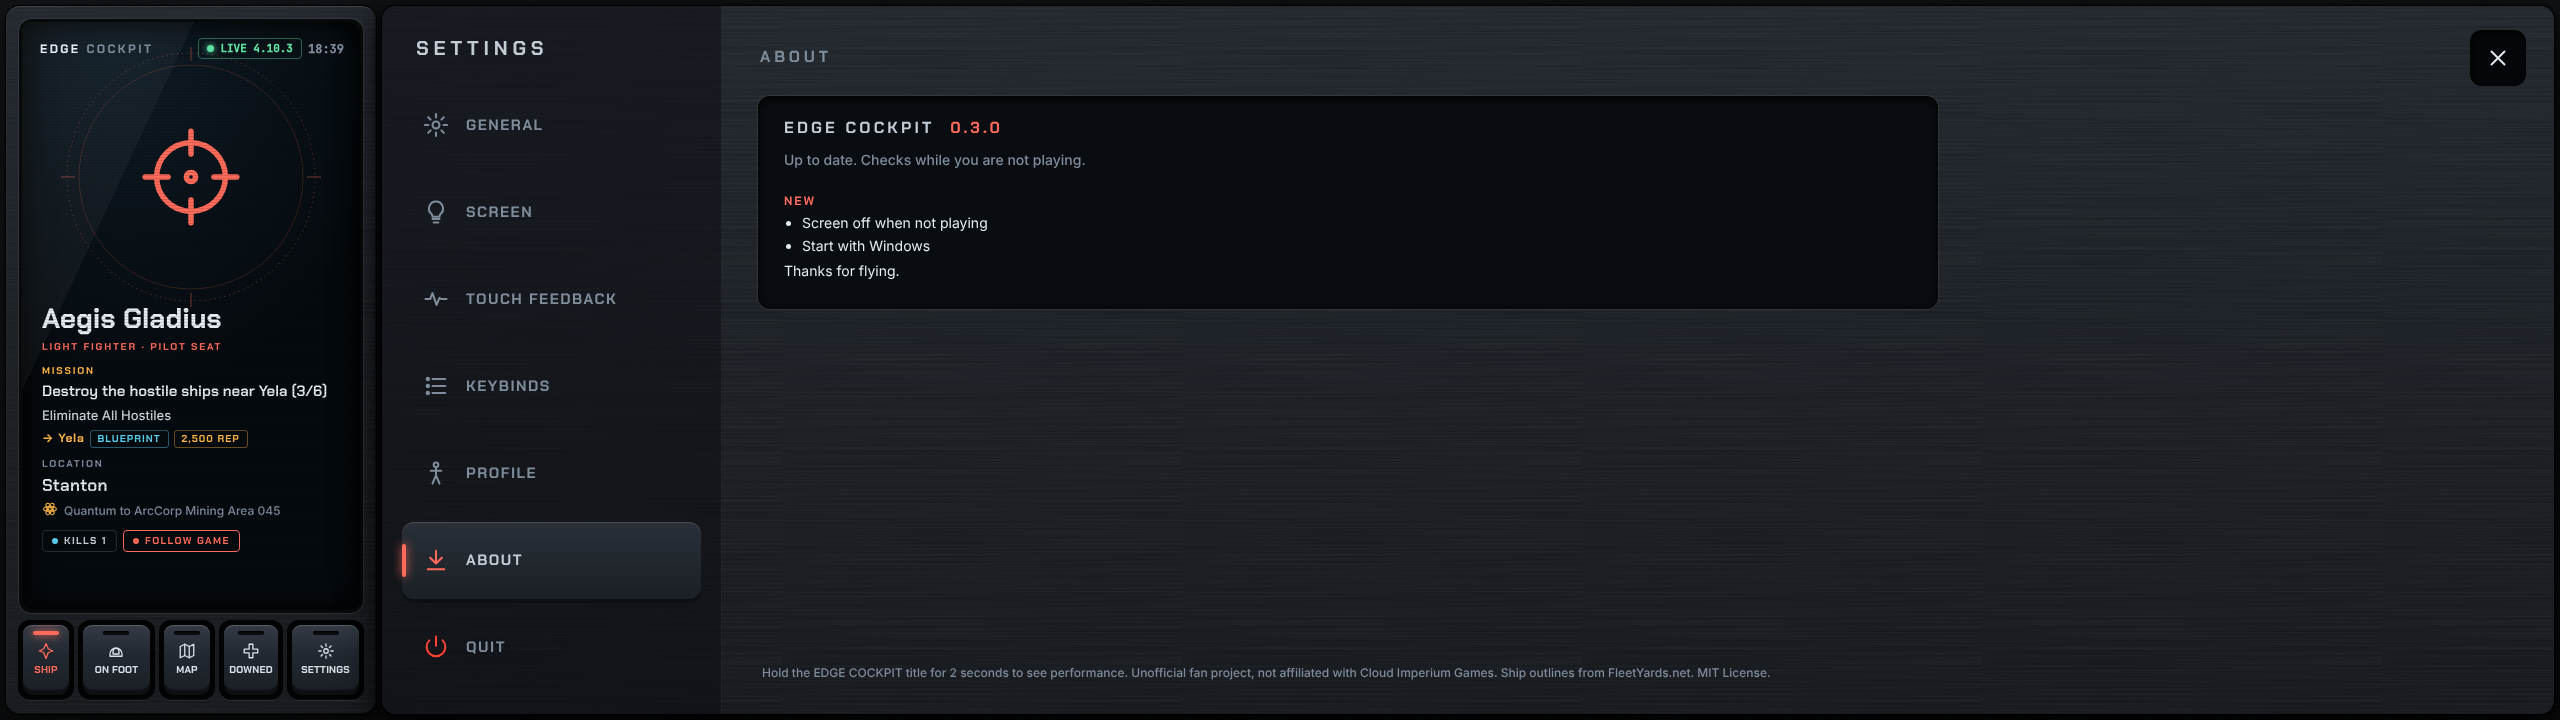 EDGE COCKPIT
LIVE 4.10.3
18:39
Aegis Gladius
LIGHT FIGHTER · PILOT SEAT
MISSION
Destroy the hostile ships near Yela (3/6)
Eliminate All Hostiles
→ Yela BLUEPRINT 2,500 REP
LOCATION
Stanton
Quantum to ArcCorp Mining Area 045
KILLS 1 FOLLOW GAME
SHIP
ON FOOT
MAP
DOWNED
SETTINGS
SETTINGS
GENERAL
SCREEN
TOUCH FEEDBACK
KEYBINDS
PROFILE
ABOUT
QUIT
ABOUT
EDGE COCKPIT 0.3.0
Up to date. Checks while you are not playing.
NEW
• Screen off when not playing
• Start with Windows
Thanks for flying.
Hold the EDGE COCKPIT title for 2 seconds to see performance. Unofficial fan project, not affiliated with Cloud Imperium Games. Ship outlines from FleetYards.net. MIT License.